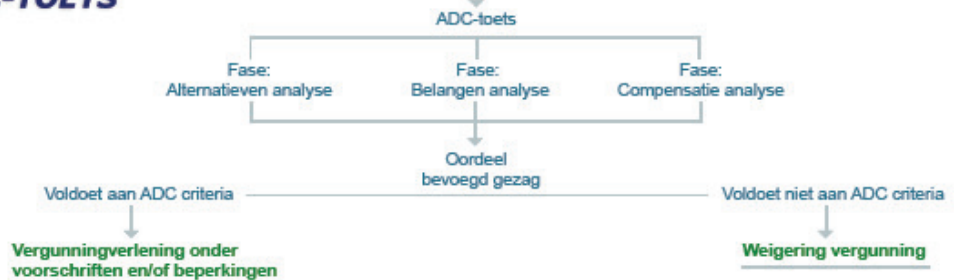 -TOETS
ADC-toets
Fase:
Alternatieven analyse
Fase:
Belangen analyse
Fase:
Compensatie analyse
Oordeel
bevoegd gezag
Voldoet aan ADC criteria
Voldoet niet aan ADC criteria
Vergunningverlening onder
voorschriften en/of beperkingen
Weigering vergunning